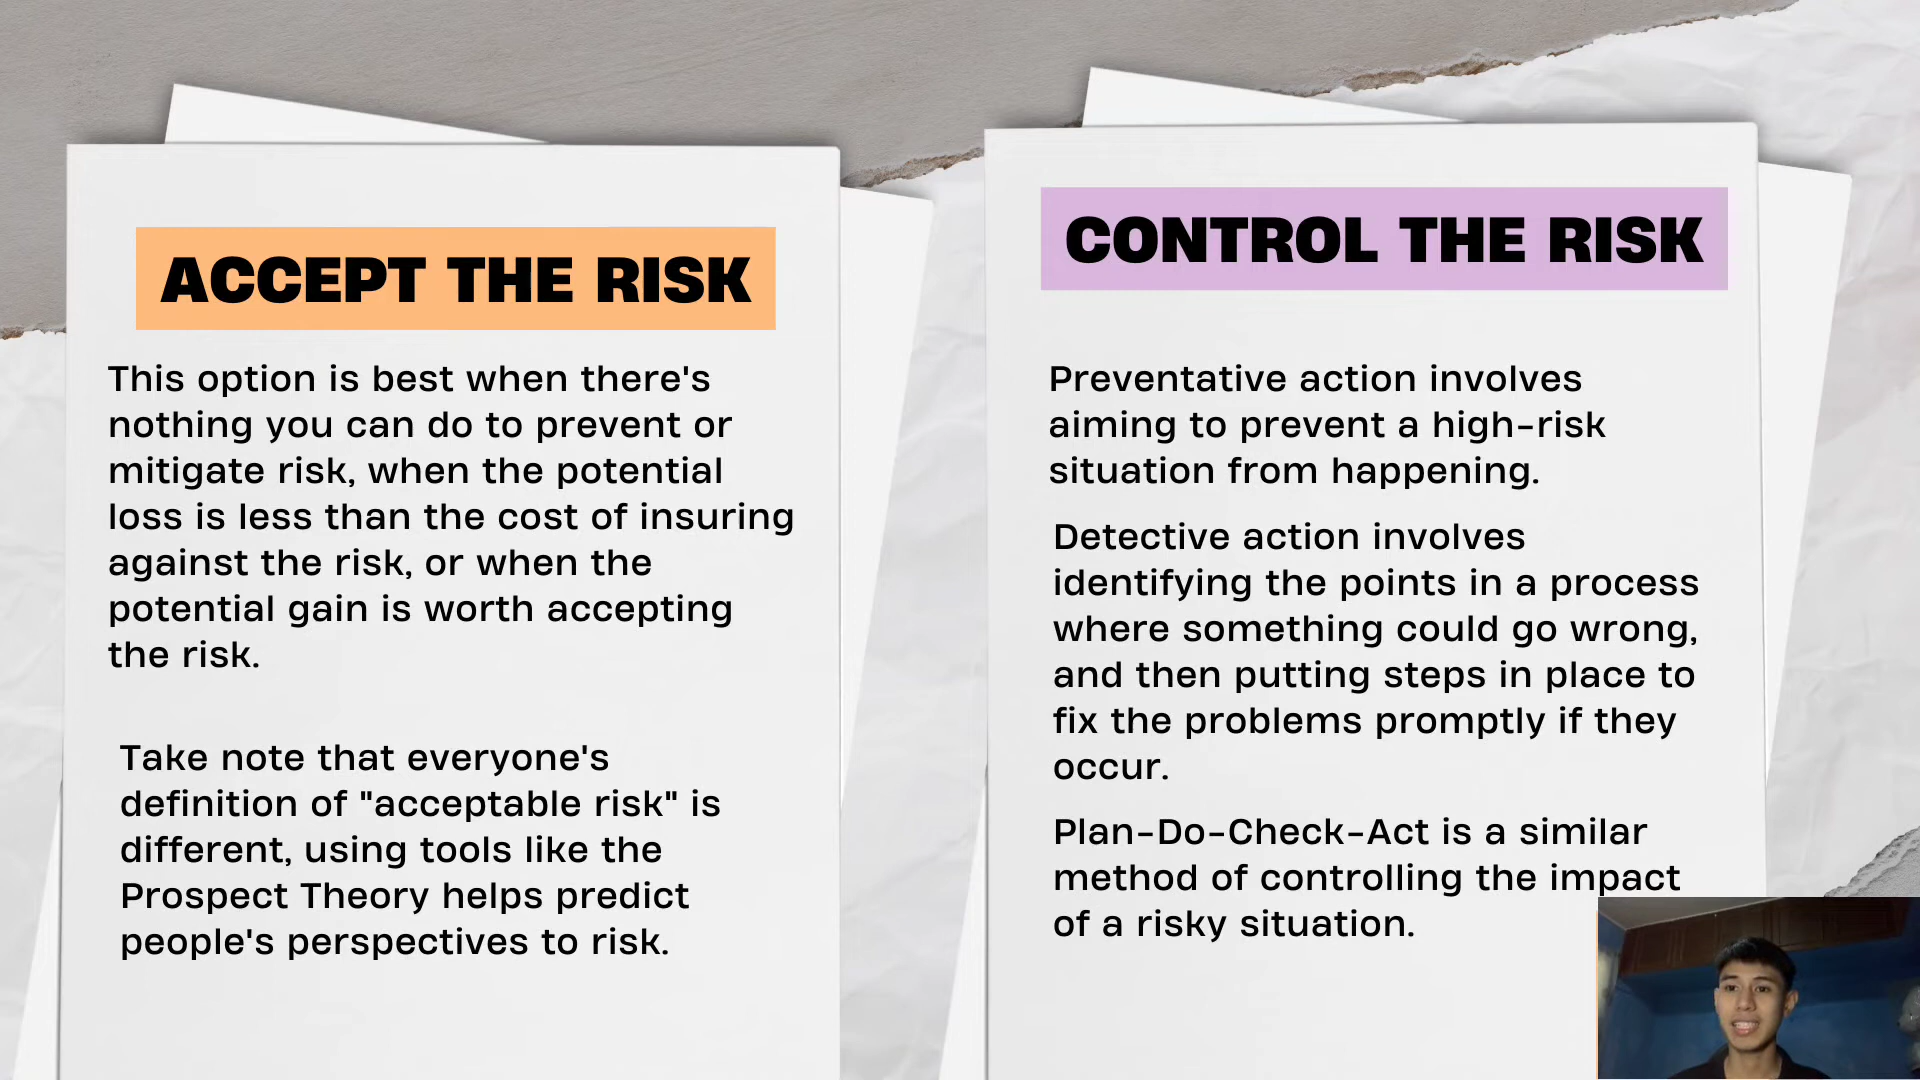 ACCEPT THE RISK
This option is best when there's
nothing you can do to prevent or
mitigate risk, when the potential
loss is less than the cost of insuring
against the risk, or when the
potential gain is worth accepting
the risk.
Take note that everyone's
definition of "acceptable risk" is
different, using tools like the
Prospect Theory helps predict
people's perspectives to risk.
CONTROL THE RISK
Preventative action involves
aiming to prevent a high-risk
situation from happening.
Detective action involves
identifying the points in a process
where something could go wrong,
and then putting steps in place to
fix the problems promptly if they
occur.
Plan-Do-Check-Act is a similar
method of controlling the impact
of a risky situation.